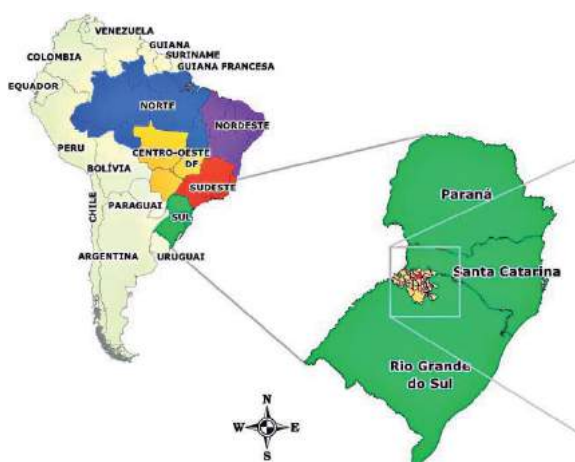 VENEZUELA
GUIANA
SURINAME
GUIANA FRANCESA
COLOMBIA
EQUADOR
NORTE
NORDESTE
PERU
CENTRO-OESTE
DF
BOLÍVIA
SUDESTE
PARAGUAI
SUL
CHILE
ARGENTINA
URUGUAI
Paraná
Santa Catarina
Rio Grande
do Sul
N
W
E
S